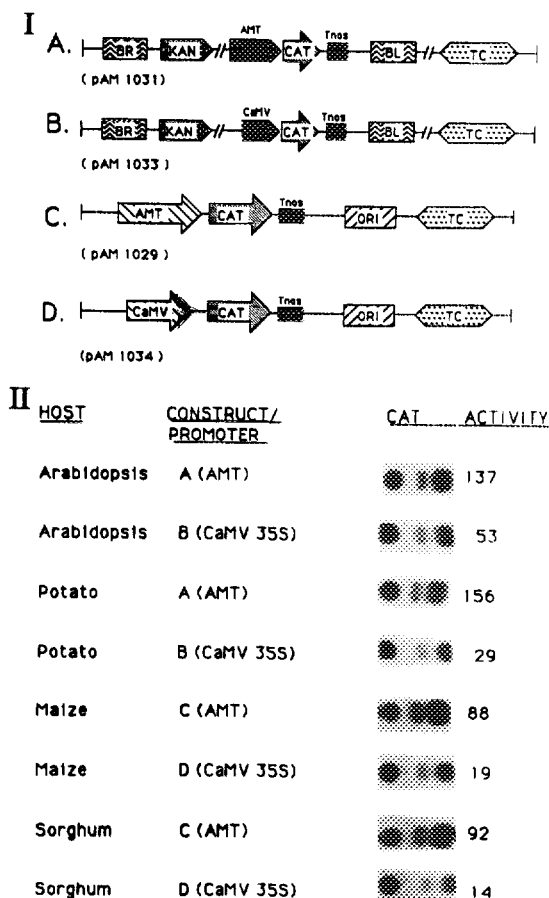 I
A.
BR KAN AMT CAT Tnos BL TC
( pAM 1031)
B.
BR KAN CaMV CAT Tnos BL TC
( pAM 1033 )
C.
AMT CAT Tnos ORI TC
( pAM 1029 )
D.
CaMV CAT Tnos ORI TC
(pAM 1034)
II
HOST CONSTRUCT/ PROMOTER CAT ACTIVITY
Arabidopsis A (AMT) 137
Arabidopsis B (CaMV 35S) 53
Potato A (AMT) 156
Potato B (CaMV 35S) 29
Maize C (AMT) 88
Maize D (CaMV 35S) 19
Sorghum C (AMT) 92
Sorghum D (CaMV 35S) 14